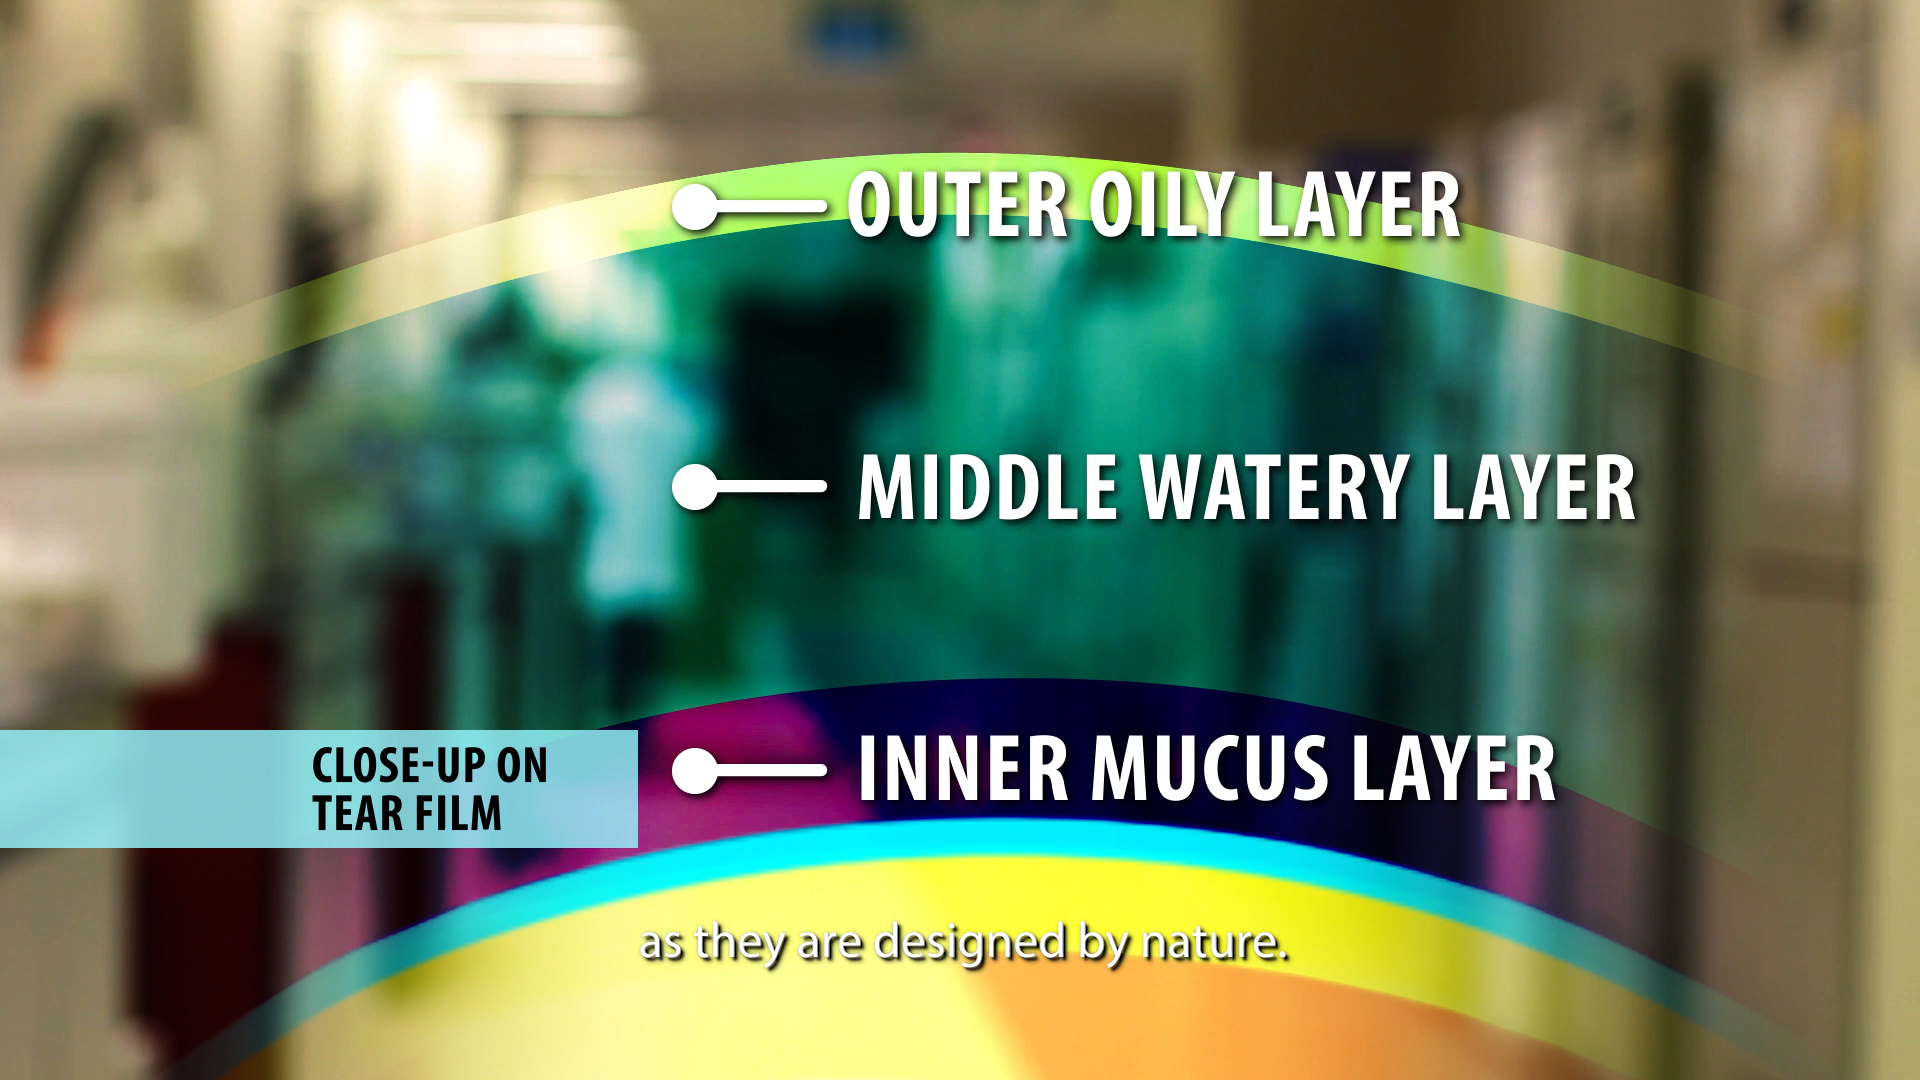 OUTER OILY LAYER
MIDDLE WATERY LAYER
INNER MUCUS LAYER
CLOSE-UP ON
TEAR FILM
as they are designed by nature.